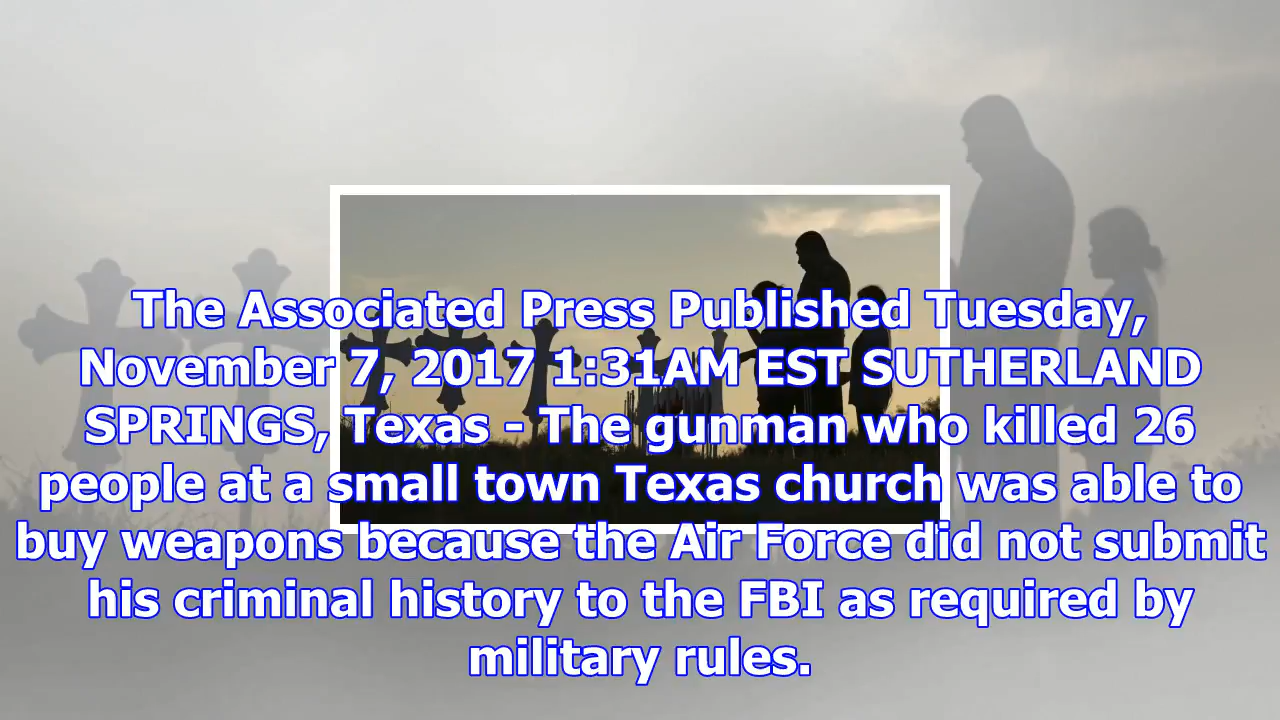 The Associated Press Published Tuesday,
November 7, 2017 1:31AM EST SUTHERLAND
SPRINGS, Texas - The gunman who killed 26
people at a small town Texas church was able to
buy weapons because the Air Force did not submit
his criminal history to the FBI as required by
military rules.